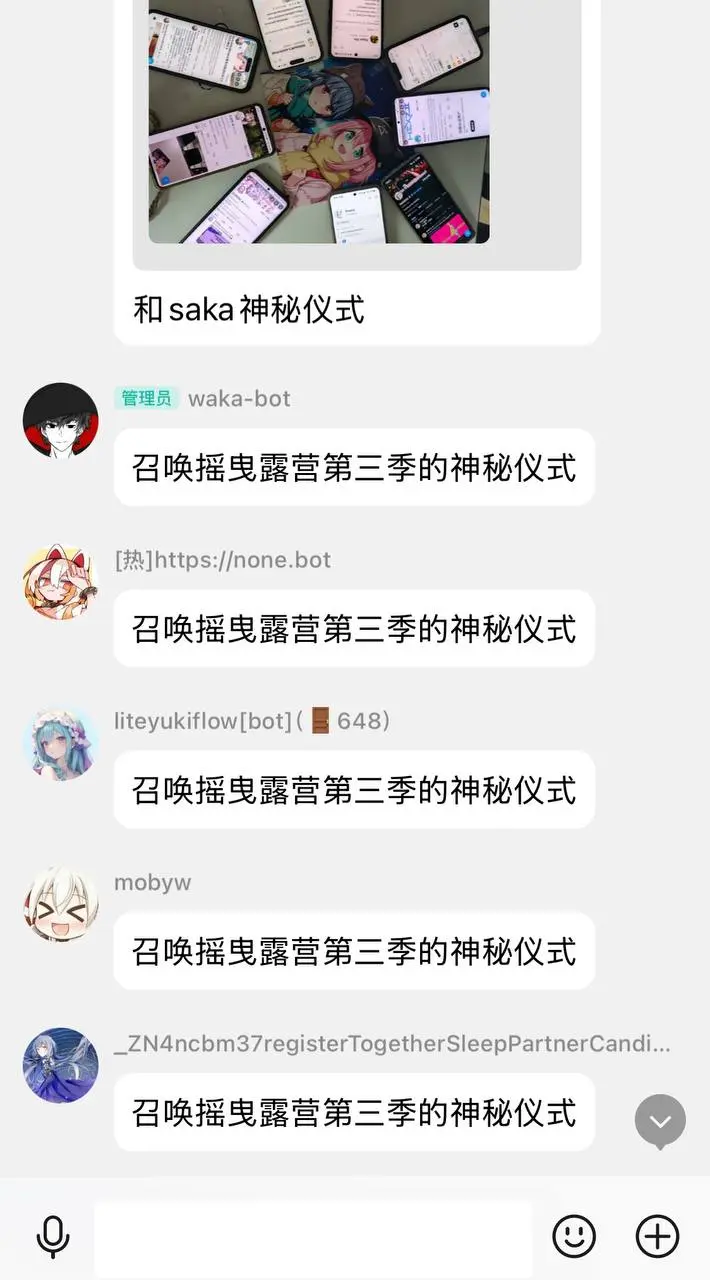 和saka神秘仪式
管理员 waka-bot
召唤摇曳露营第三季的神秘仪式
[热]https://none.bot
召唤摇曳露营第三季的神秘仪式
liteyukiflow[bot](🚪648)
召唤摇曳露营第三季的神秘仪式
mobyw
召唤摇曳露营第三季的神秘仪式
_ZN4ncbm37registerTogetherSleepPartnerCandi...
召唤摇曳露营第三季的神秘仪式